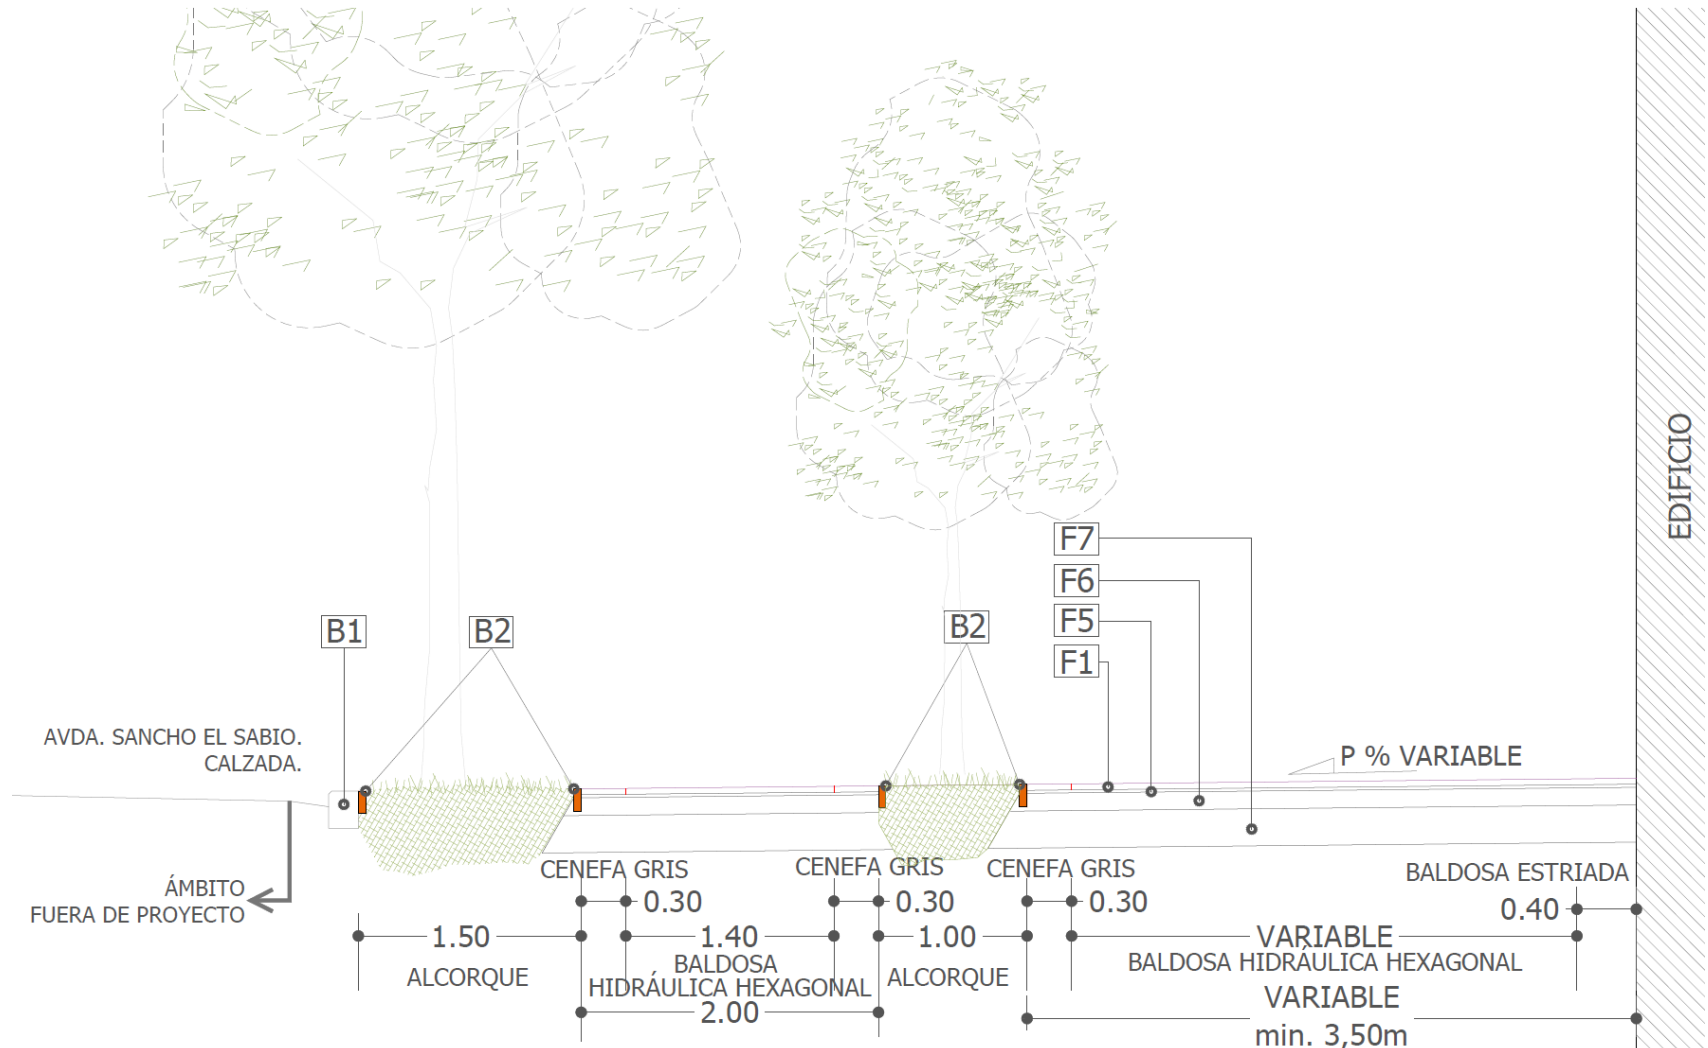 EDIFICIO
F7
F6
F5
F1
B1
B2
B2
AVDA. SANCHO EL SABIO.
CALZADA.
P % VARIABLE
ÁMBITO
FUERA DE PROYECTO
CENEFA GRIS
CENEFA GRIS
CENEFA GRIS
BALDOSA ESTRIADA
0.30
0.30
0.30
0.40
1.50
1.40
1.00
VARIABLE
ALCORQUE
BALDOSA
HIDRÁULICA HEXAGONAL
ALCORQUE
BALDOSA HIDRÁULICA HEXAGONAL
2.00
VARIABLE
min. 3,50m